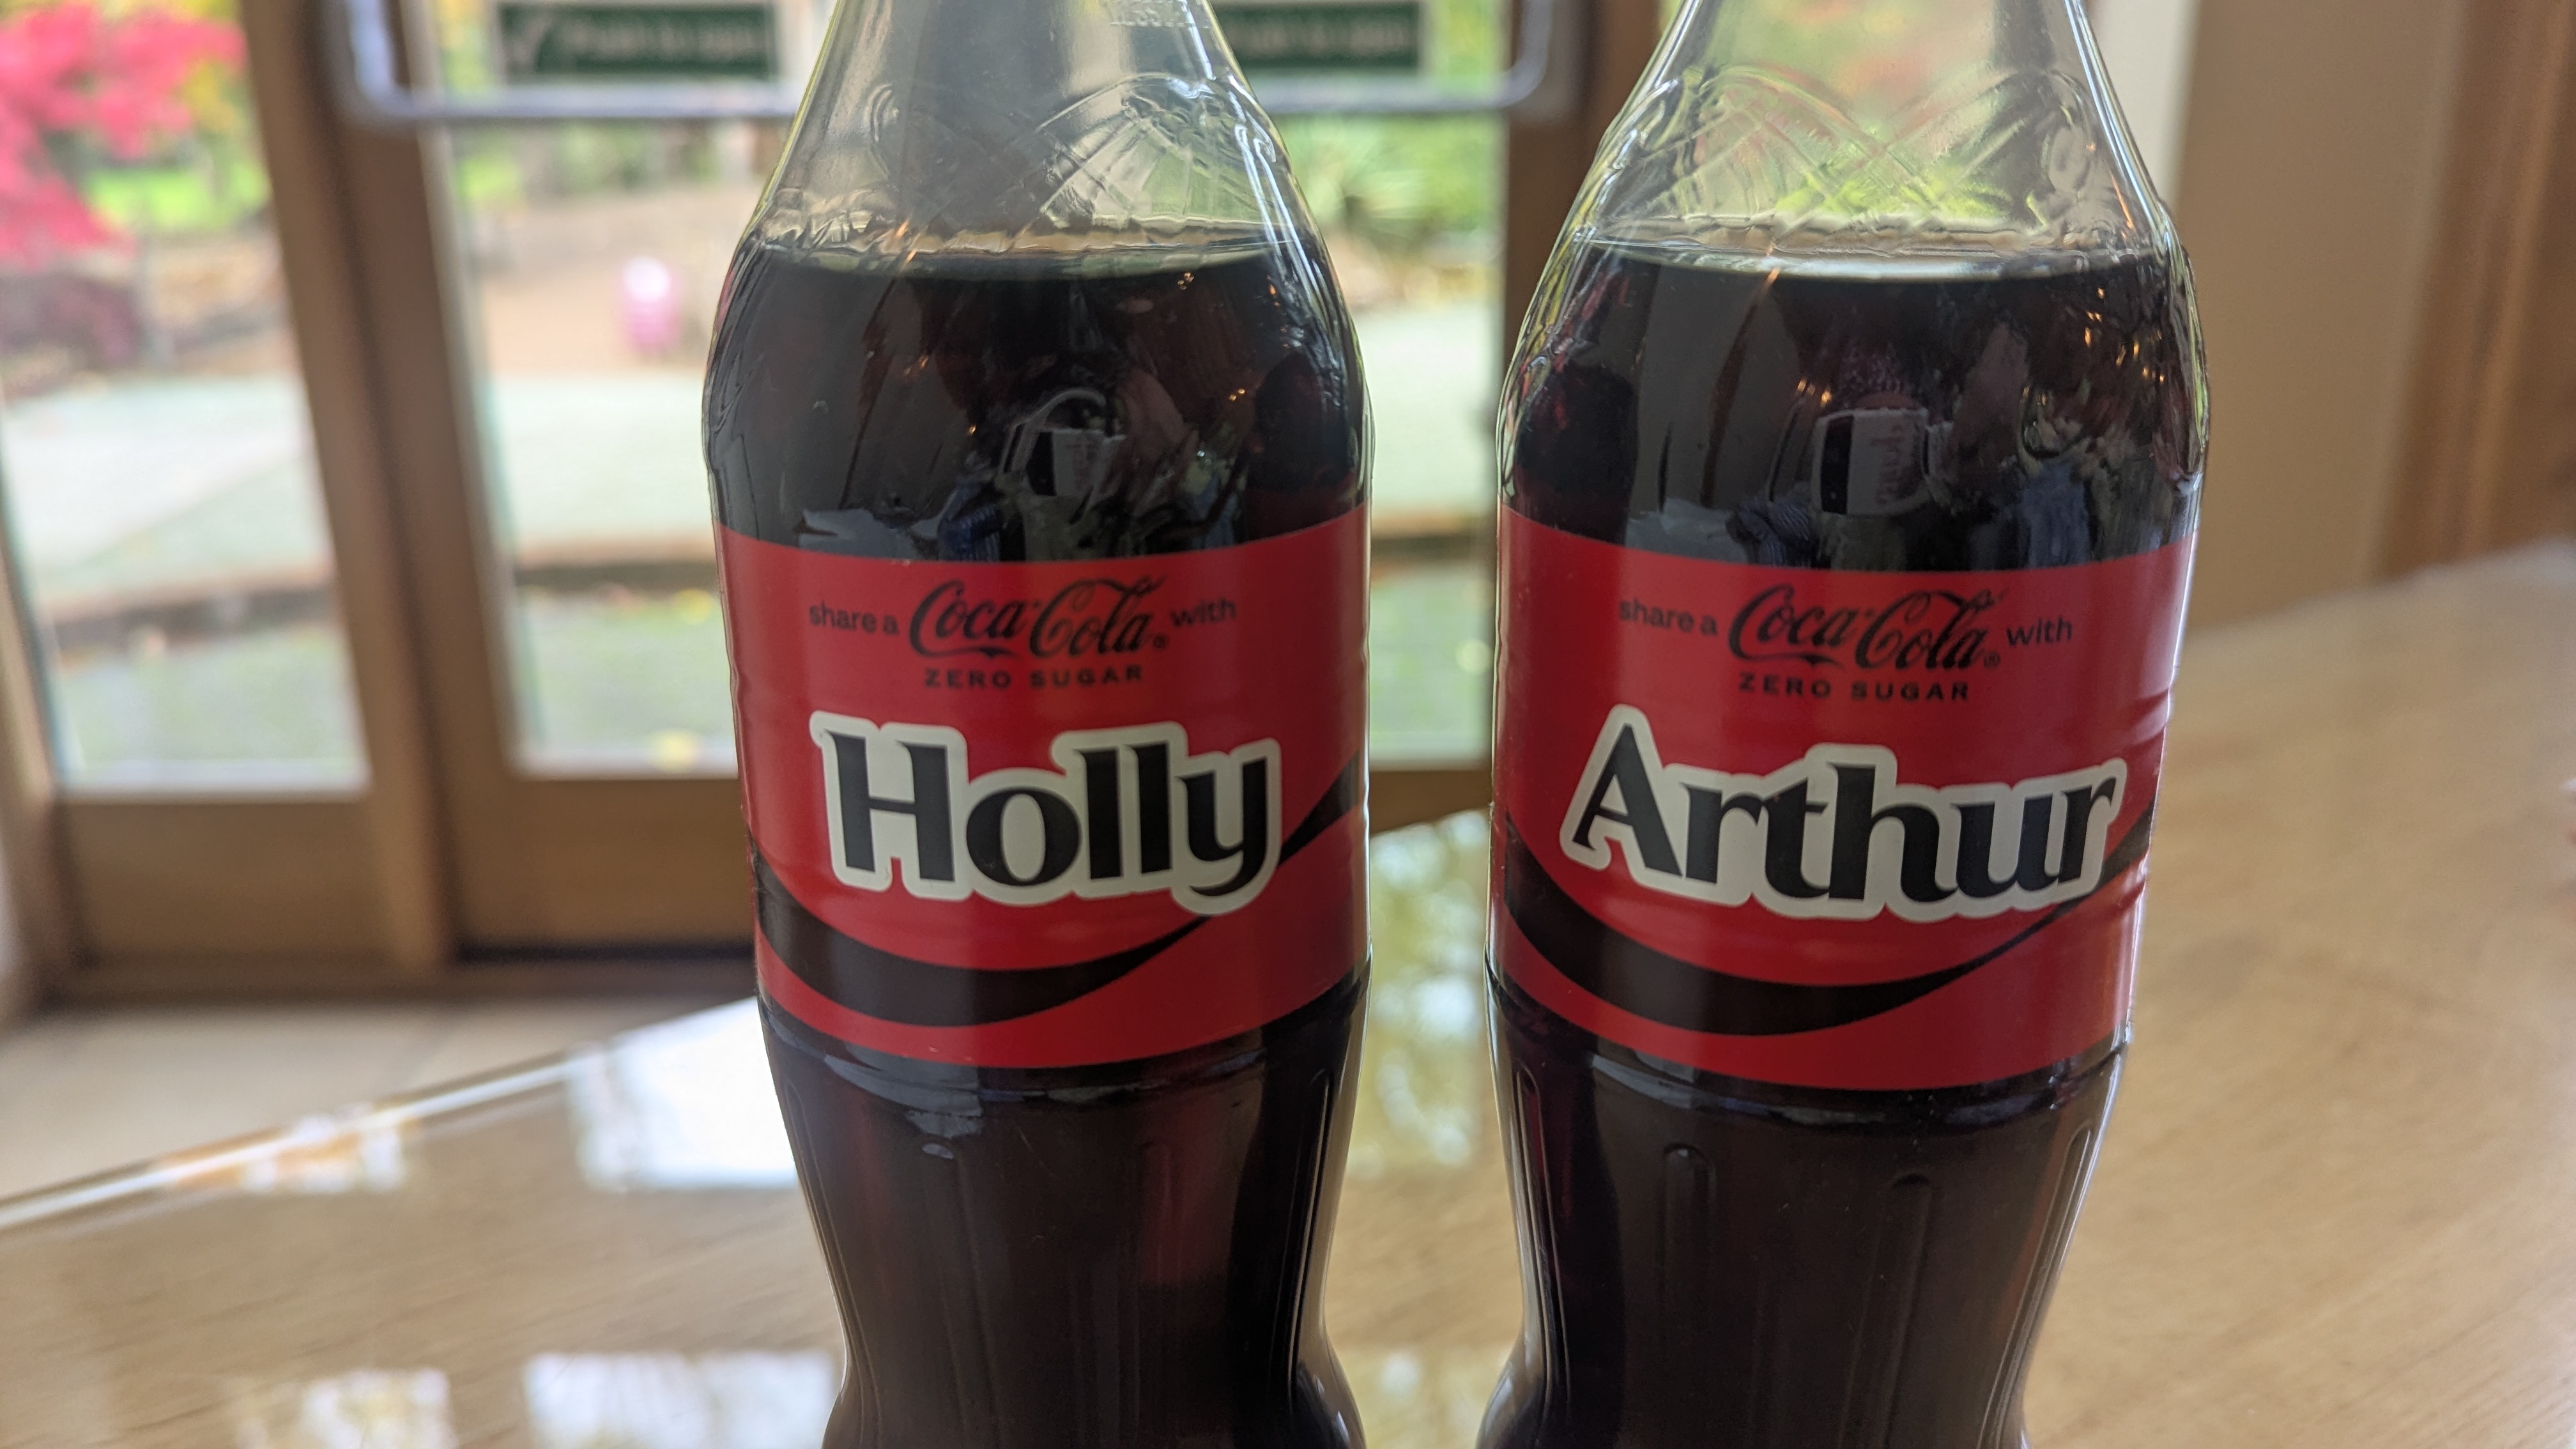 share a Coca-Cola® with
ZERO SUGAR
Holly
share a Coca-Cola® with
ZERO SUGAR
Arthur